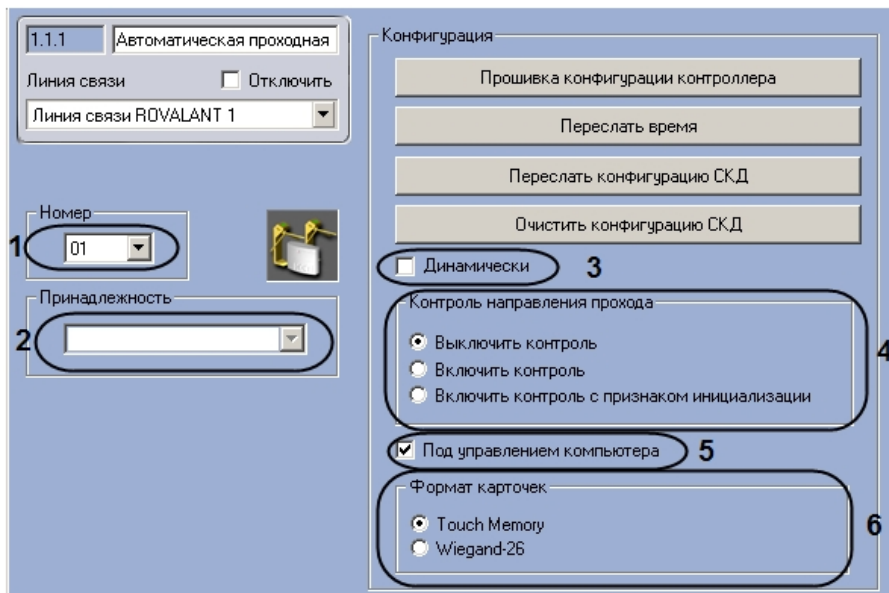 1.1.1 Автоматическая проходная
Линия связи Отключить
Линия связи ROVALANT 1
Номер
1 01
Принадлежность
2
Конфигурация
Прошивка конфигурации контроллера
Переслать время
Переслать конфигурацию СКД
Очистить конфигурацию СКД
Динамически 3
Контроль направления прохода
Выключить контроль
Включить контроль
Включить контроль с признаком инициализации
4
Под управлением компьютера 5
Формат карточек
Touch Memory
Wiegand-26
6